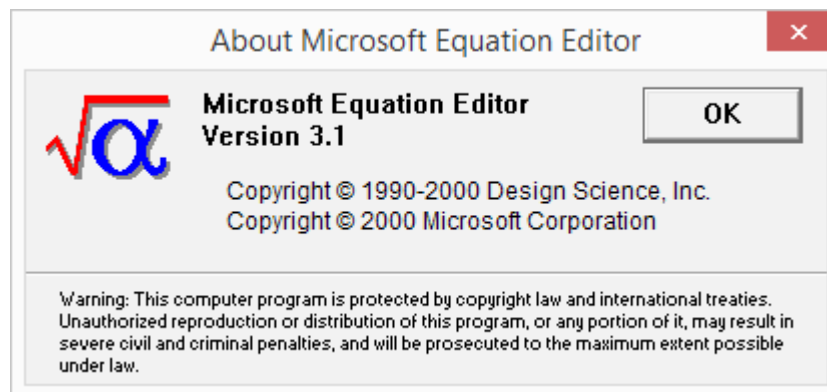 About Microsoft Equation Editor
×
√α
Microsoft Equation Editor
Version 3.1
OK
Copyright © 1990-2000 Design Science, Inc.
Copyright © 2000 Microsoft Corporation
Warning: This computer program is protected by copyright law and international treaties.
Unauthorized reproduction or distribution of this program, or any portion of it, may result in
severe civil and criminal penalties, and will be prosecuted to the maximum extent possible
under law.